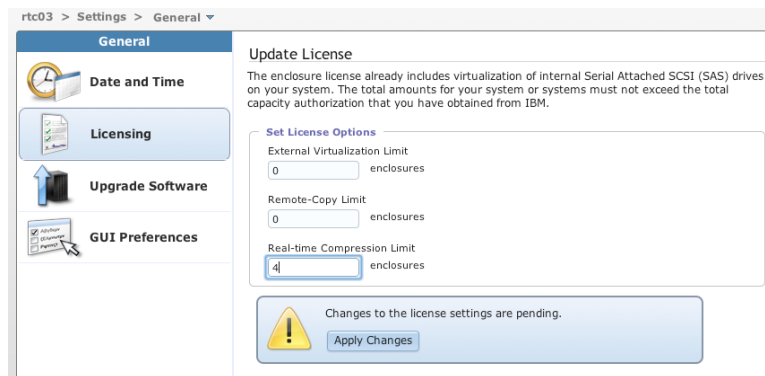 rtc03 > Settings > General
General
Date and Time
Licensing
Upgrade Software
GUI Preferences
Update License
The enclosure license already includes virtualization of internal Serial Attached SCSI (SAS) drives
on your system. The total amounts for your system or systems must not exceed the total
capacity authorization that you have obtained from IBM.
Set License Options
External Virtualization Limit
0 enclosures
Remote-Copy Limit
0 enclosures
Real-time Compression Limit
4 enclosures
Changes to the license settings are pending.
Apply Changes